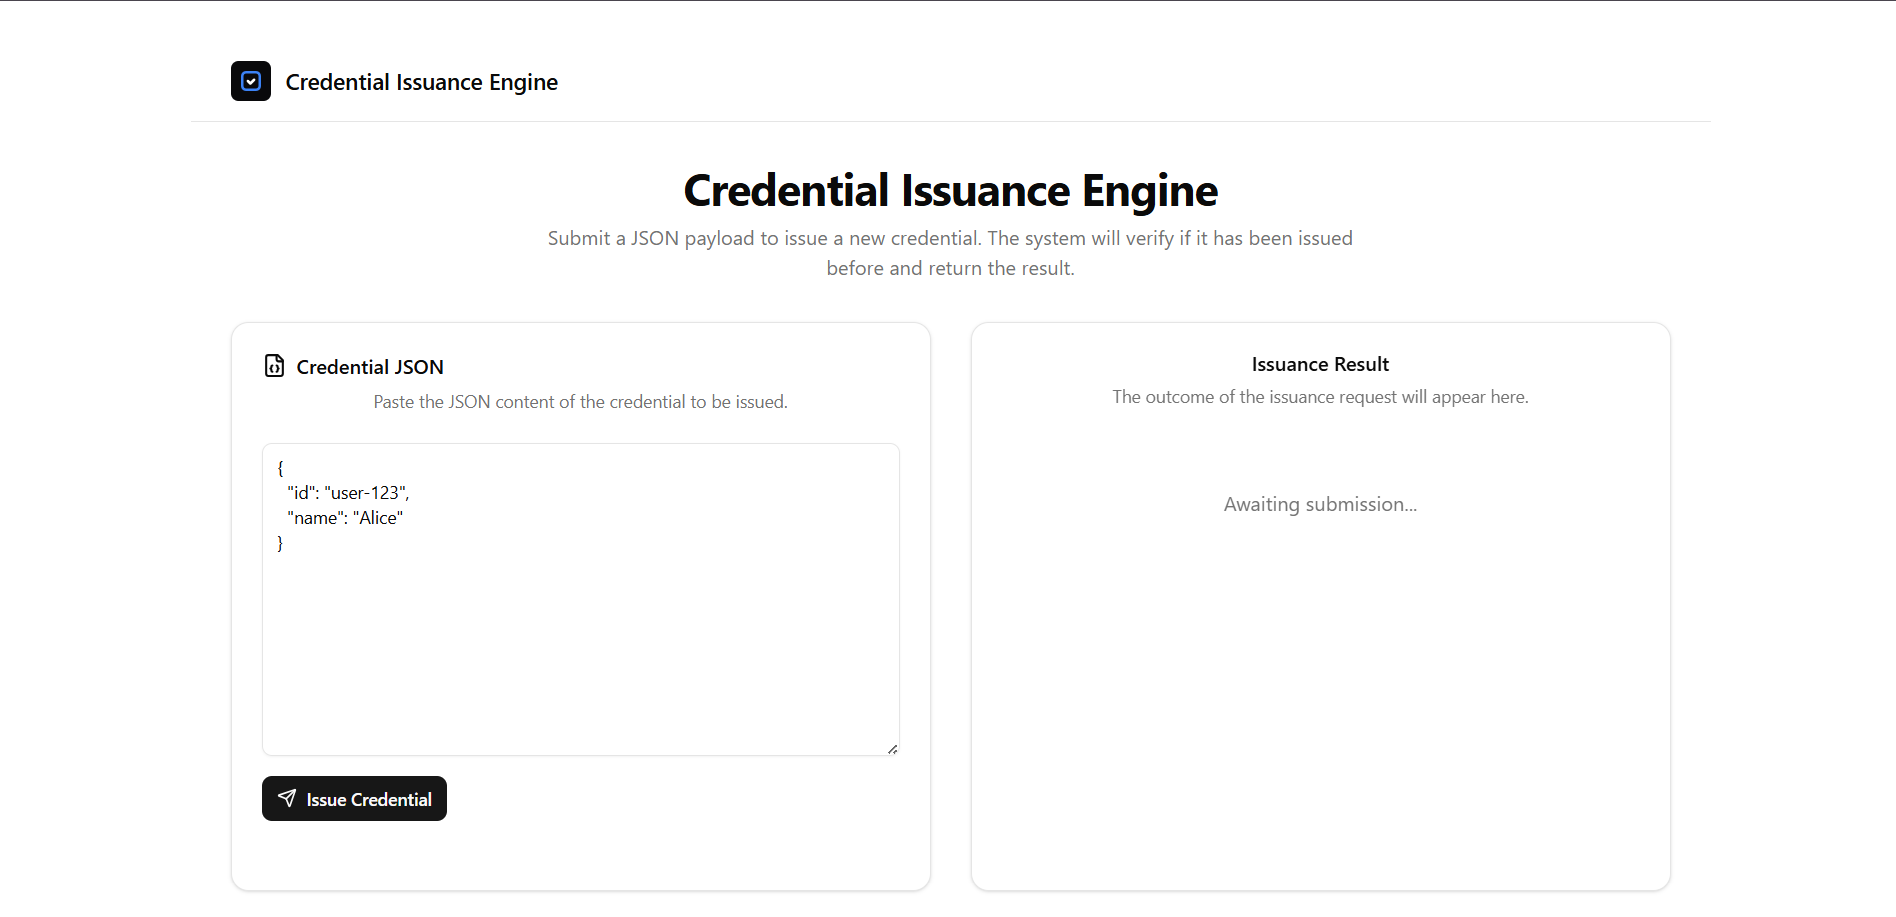 Credential Issuance Engine
Credential Issuance Engine
Submit a JSON payload to issue a new credential. The system will verify if it has been issued
before and return the result.
Credential JSON
Paste the JSON content of the credential to be issued.
{
  "id": "user-123",
  "name": "Alice"
}
Issue Credential
Issuance Result
The outcome of the issuance request will appear here.
Awaiting submission...